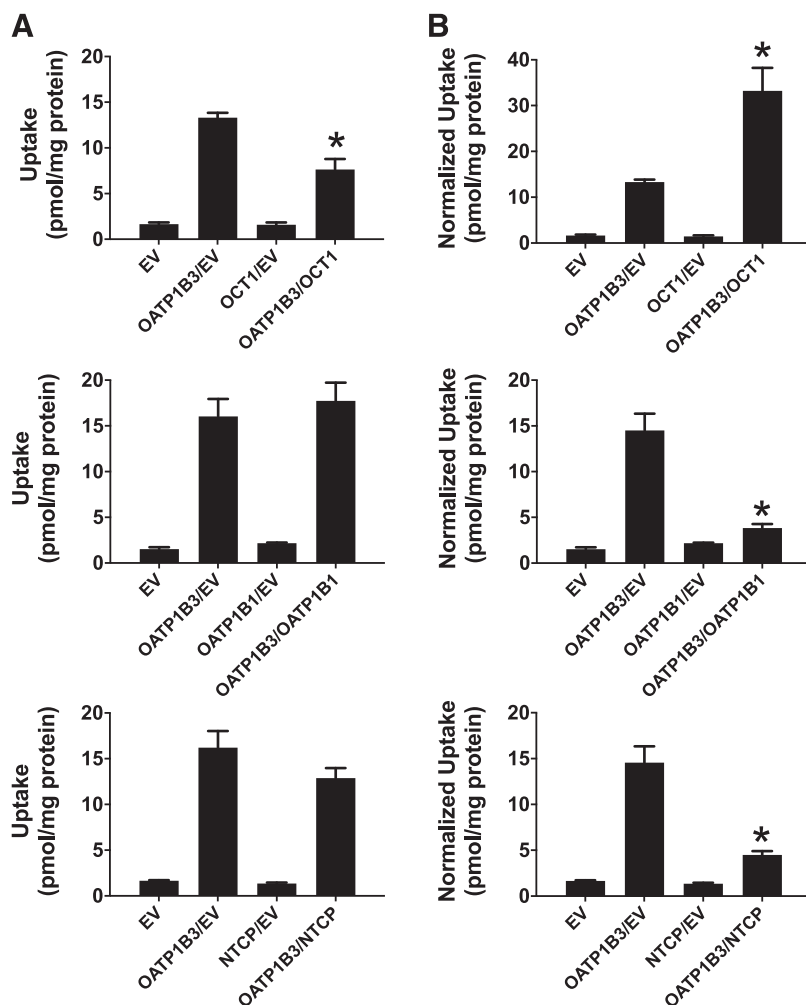 A
Uptake
(pmol/mg protein)
20
15
10
5
0
*
EV
OATP1B3/EV
OCT1/EV
OATP1B3/OCT1
B
Normalized Uptake
(pmol/mg protein)
40
30
20
10
0
*
EV
OATP1B3/EV
OCT1/EV
OATP1B3/OCT1
Uptake
(pmol/mg protein)
20
15
10
5
0
EV
OATP1B3/EV
OATP1B1/EV
OATP1B3/OATP1B1
Normalized Uptake
(pmol/mg protein)
20
15
10
5
0
*
EV
OATP1B3/EV
OATP1B1/EV
OATP1B3/OATP1B1
Uptake
(pmol/mg protein)
20
15
10
5
0
EV
OATP1B3/EV
NTCP/EV
OATP1B3/NTCP
Normalized Uptake
(pmol/mg protein)
20
15
10
5
0
*
EV
OATP1B3/EV
NTCP/EV
OATP1B3/NTCP